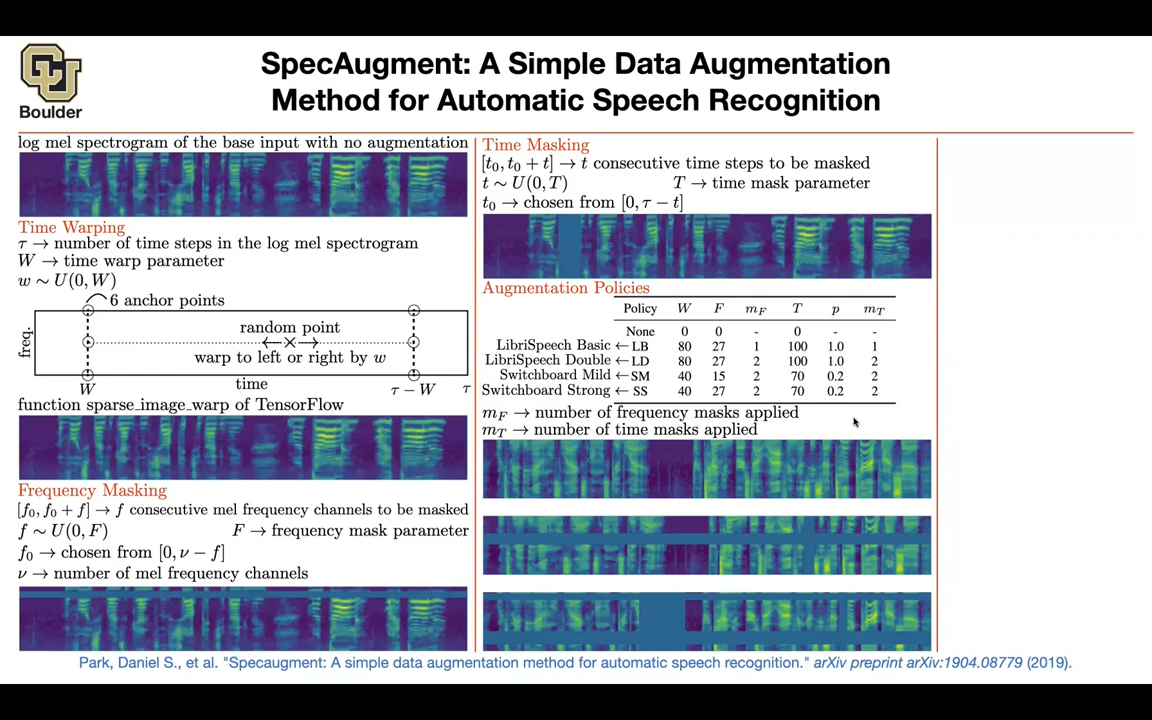 SpecAugment: A Simple Data Augmentation
Method for Automatic Speech Recognition
CU
Boulder
log mel spectrogram of the base input with no augmentation
Time Warping
τ → number of time steps in the log mel spectrogram
W → time warp parameter
w ∼ U(0, W)
6 anchor points
freq.
random point
warp to left or right by w
W
time
τ − W
τ
function sparse_image_warp of TensorFlow
Frequency Masking
[f₀, f₀ + f] → f consecutive mel frequency channels to be masked
f ∼ U(0, F) F → frequency mask parameter
f₀ → chosen from [0, ν − f]
ν → number of mel frequency channels
Time Masking
[t₀, t₀ + t] → t consecutive time steps to be masked
t ∼ U(0, T) T → time mask parameter
t₀ → chosen from [0, τ − t]
Augmentation Policies
Policy W F m_F T p m_T
None 0 0 - 0 - -
LibriSpeech Basic ← LB 80 27 1 100 1.0 1
LibriSpeech Double ← LD 80 27 2 100 1.0 2
Switchboard Mild ← SM 40 15 2 70 0.2 2
Switchboard Strong ← SS 40 27 2 70 0.2 2
m_F → number of frequency masks applied
m_T → number of time masks applied
Park, Daniel S., et al. "Specaugment: A simple data augmentation method for automatic speech recognition." arXiv preprint arXiv:1904.08779 (2019).